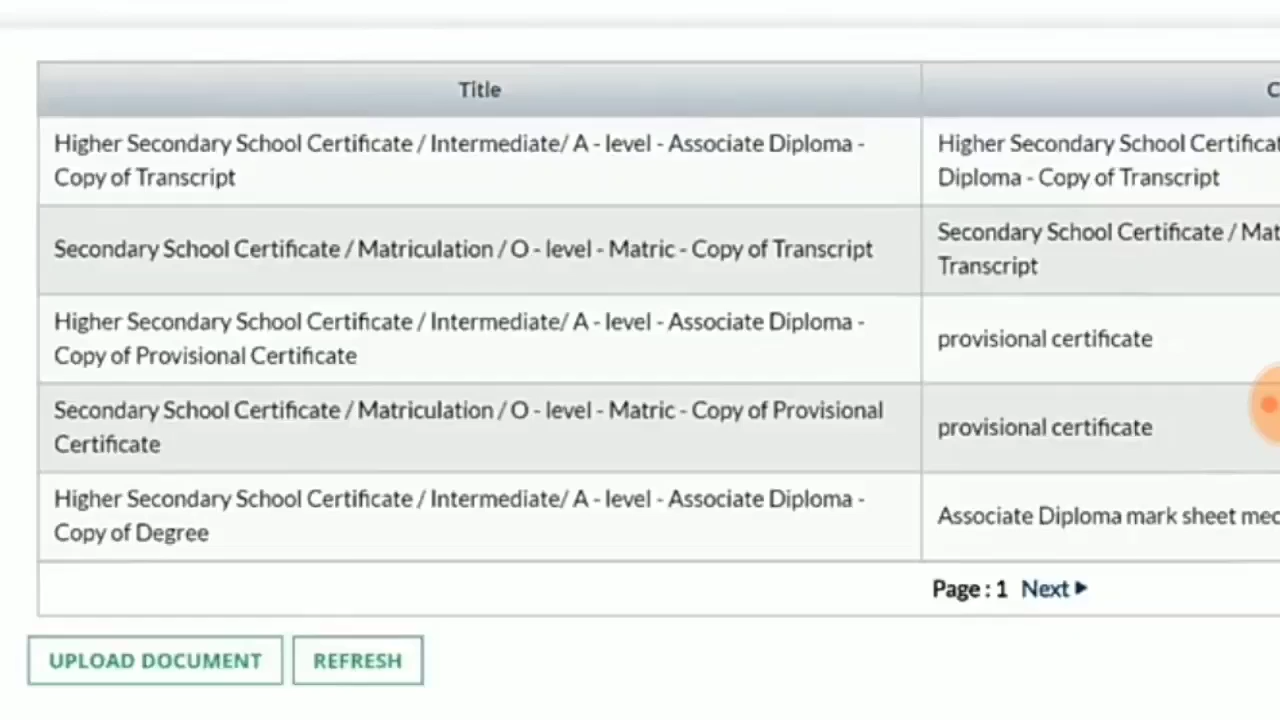 Title
Higher Secondary School Certificate / Intermediate/ A - level - Associate Diploma -
Copy of Transcript
Higher Secondary School
Diploma - Copy of Transcript
Secondary School Certificate / Matriculation / O - level - Matric - Copy of Transcript
Secondary School Certificate /
Transcript
Higher Secondary School Certificate / Intermediate/ A - level - Associate Diploma -
Copy of Provisional Certificate
provisional certificate
Secondary School Certificate / Matriculation / O - level - Matric - Copy of Provisional
Certificate
provisional certificate
Higher Secondary School Certificate / Intermediate/ A - level - Associate Diploma -
Copy of Degree
Associate Diploma mark sheet
Page : 1 Next ▶
UPLOAD DOCUMENT
REFRESH